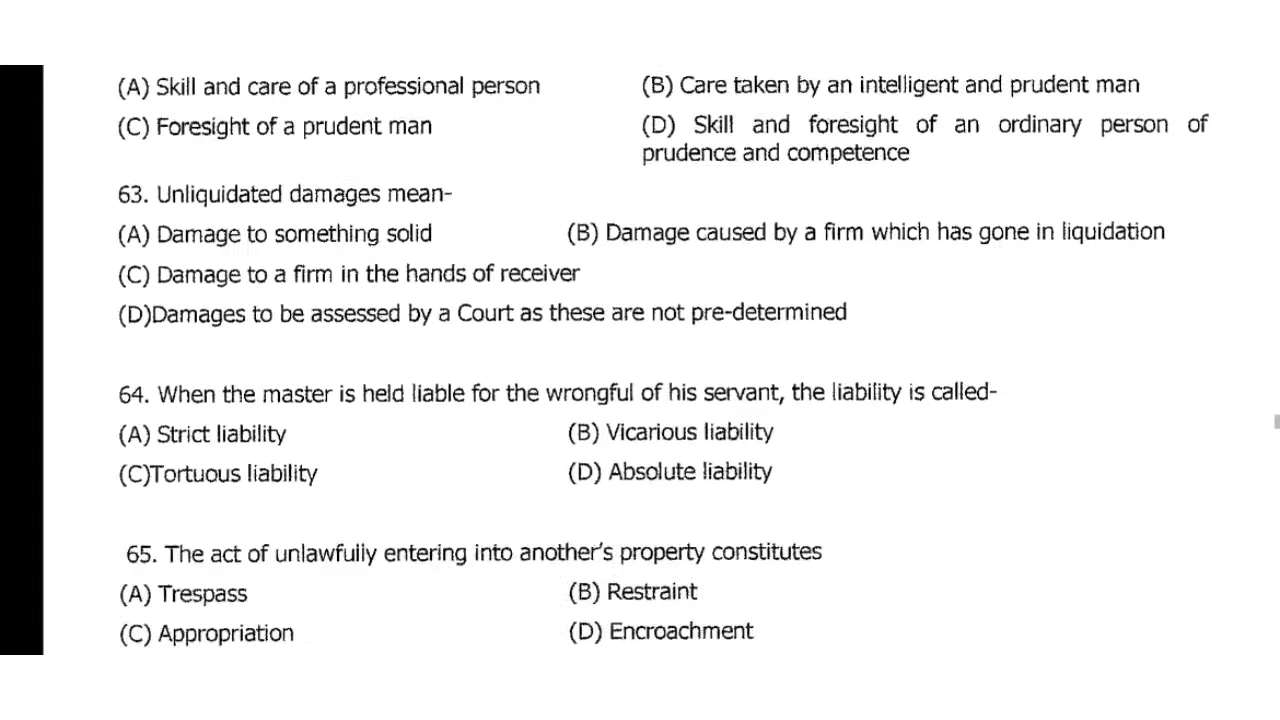 (A) Skill and care of a professional person (B) Care taken by an intelligent and prudent man
(C) Foresight of a prudent man (D) Skill and foresight of an ordinary person of
prudence and competence
63. Unliquidated damages mean-
(A) Damage to something solid (B) Damage caused by a firm which has gone in liquidation
(C) Damage to a firm in the hands of receiver
(D)Damages to be assessed by a Court as these are not pre-determined
64. When the master is held liable for the wrongful of his servant, the liability is called-
(A) Strict liability (B) Vicarious liability
(C)Tortuous liability (D) Absolute liability
65. The act of unlawfully entering into another's property constitutes
(A) Trespass (B) Restraint
(C) Appropriation (D) Encroachment